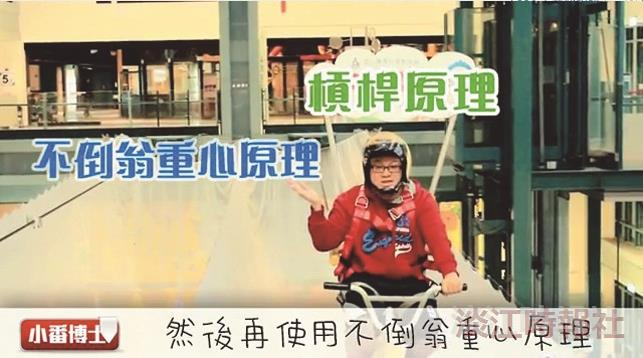 槓桿原理
不倒翁重心原理
5
小番博士
然後再使用不倒翁重心原理
淡江時報社